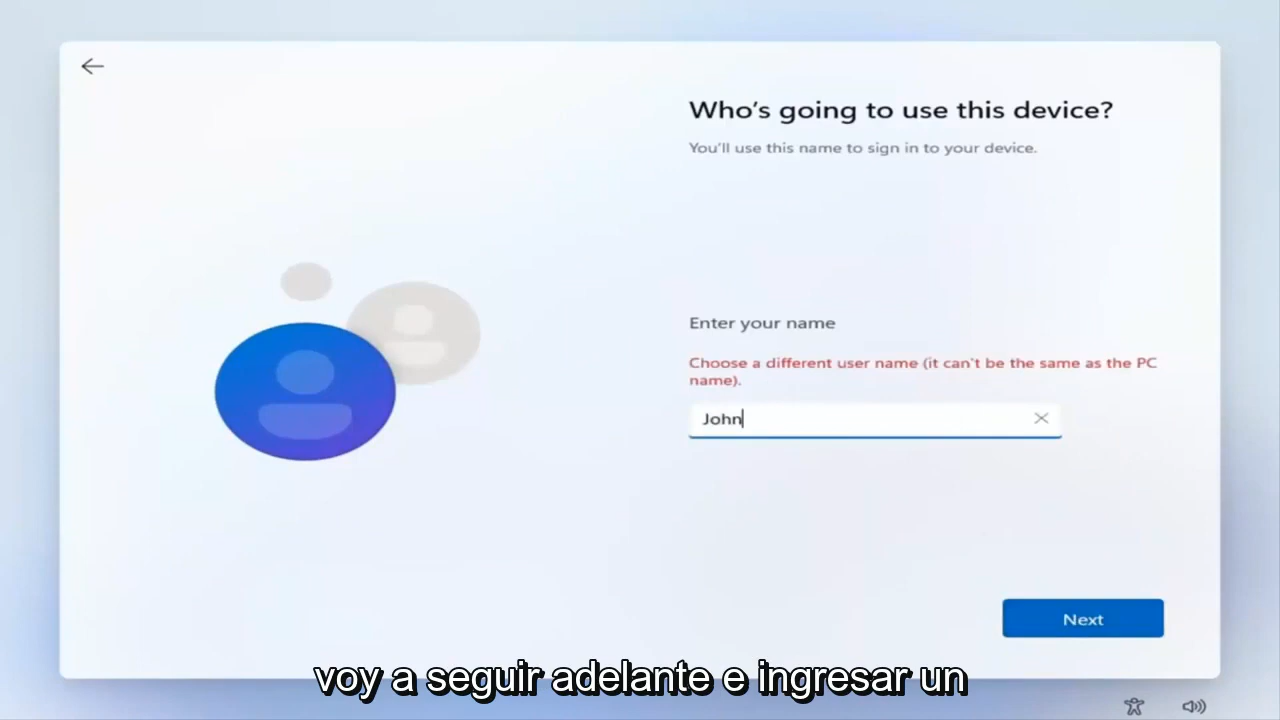 Who's going to use this device?
You'll use this name to sign in to your device.
Enter your name
Choose a different user name (it can't be the same as the PC
name).
John
Next
voy a seguir adelante e ingresar un